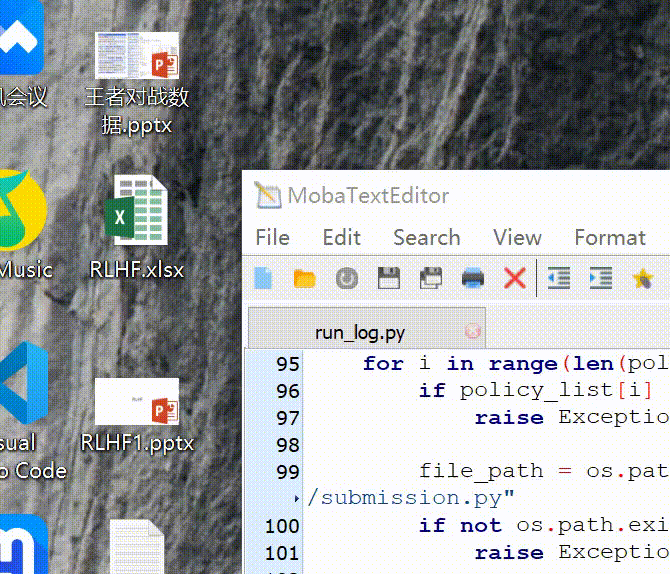 会议
王者对战数
据.pptx
Music
RLHF.xlsx
RLHF1.pptx
sual
o Code
MobaTextEditor
File Edit Search View Format
run_log.py
95 for i in range(len(pol
96 if policy_list[i]
97 raise Exceptio
98
99 file_path = os.pat
/submission.py"
100 if not os.path.exi
101 raise Exceptio